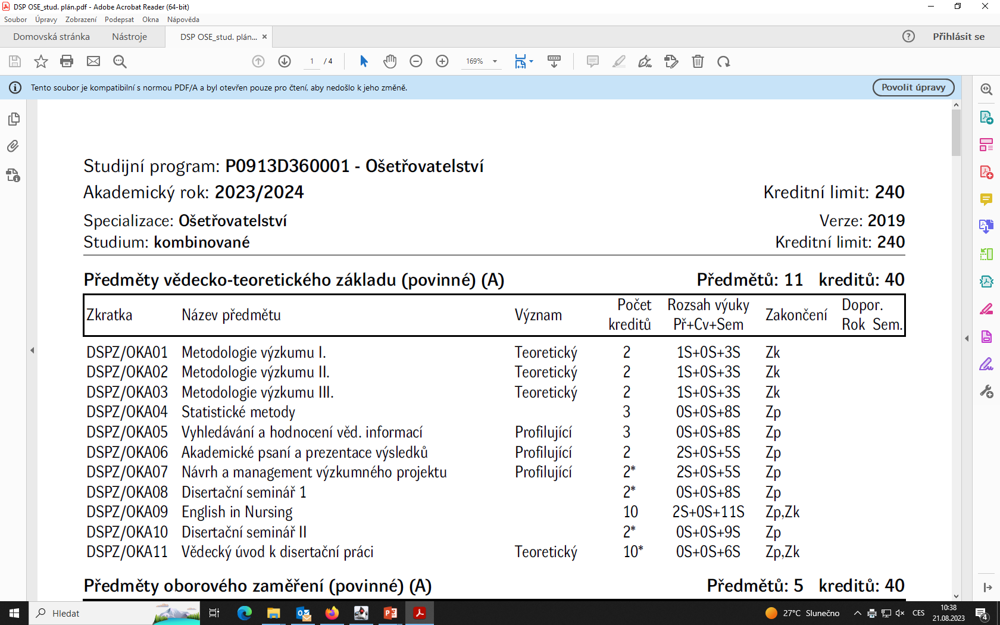 DSP OSE_stud. plán.pdf - Adobe Acrobat Reader (64-bit)
Soubor Úpravy Zobrazení Podepsat Okna Nápověda
Domovská stránka Nástroje DSP OSE_stud. plán... × Přihlásit se
1 / 4 169%
Tento soubor je kompatibilní s normou PDF/A a byl otevřen pouze pro čtení, aby nedošlo k jeho změně. Povolit úpravy
Studijní program: P0913D360001 - Ošetřovatelství
Akademický rok: 2023/2024 Kreditní limit: 240
Specializace: Ošetřovatelství Verze: 2019
Studium: kombinované Kreditní limit: 240
Předměty vědecko-teoretického základu (povinné) (A) Předmětů: 11 kreditů: 40
Zkratka Název předmětu Význam Počet kreditů Rozsah výuky Př+Cv+Sem Zakončení Dopor. Rok Sem.
DSPZ/OKA01 Metodologie výzkumu I. Teoretický 2 1S+0S+3S Zk
DSPZ/OKA02 Metodologie výzkumu II. Teoretický 2 1S+0S+3S Zk
DSPZ/OKA03 Metodologie výzkumu III. Teoretický 2 1S+0S+3S Zk
DSPZ/OKA04 Statistické metody 3 0S+0S+8S Zp
DSPZ/OKA05 Vyhledávání a hodnocení věd. informací Profilující 3 0S+0S+8S Zp
DSPZ/OKA06 Akademické psaní a prezentace výsledků Profilující 2 2S+0S+5S Zp
DSPZ/OKA07 Návrh a management výzkumného projektu Profilující 2* 2S+0S+5S Zp
DSPZ/OKA08 Disertační seminář 1 2* 0S+0S+8S Zp
DSPZ/OKA09 English in Nursing 10 2S+0S+11S Zp,Zk
DSPZ/OKA10 Disertační seminář II 2* 0S+0S+9S Zp
DSPZ/OKA11 Vědecký úvod k disertační práci Teoretický 10* 0S+0S+6S Zp,Zk
Předměty oborového zaměření (povinné) (A) Předmětů: 5 kreditů: 40
Hledat 27°C Slunečno CES 10:38
21.08.2023 4